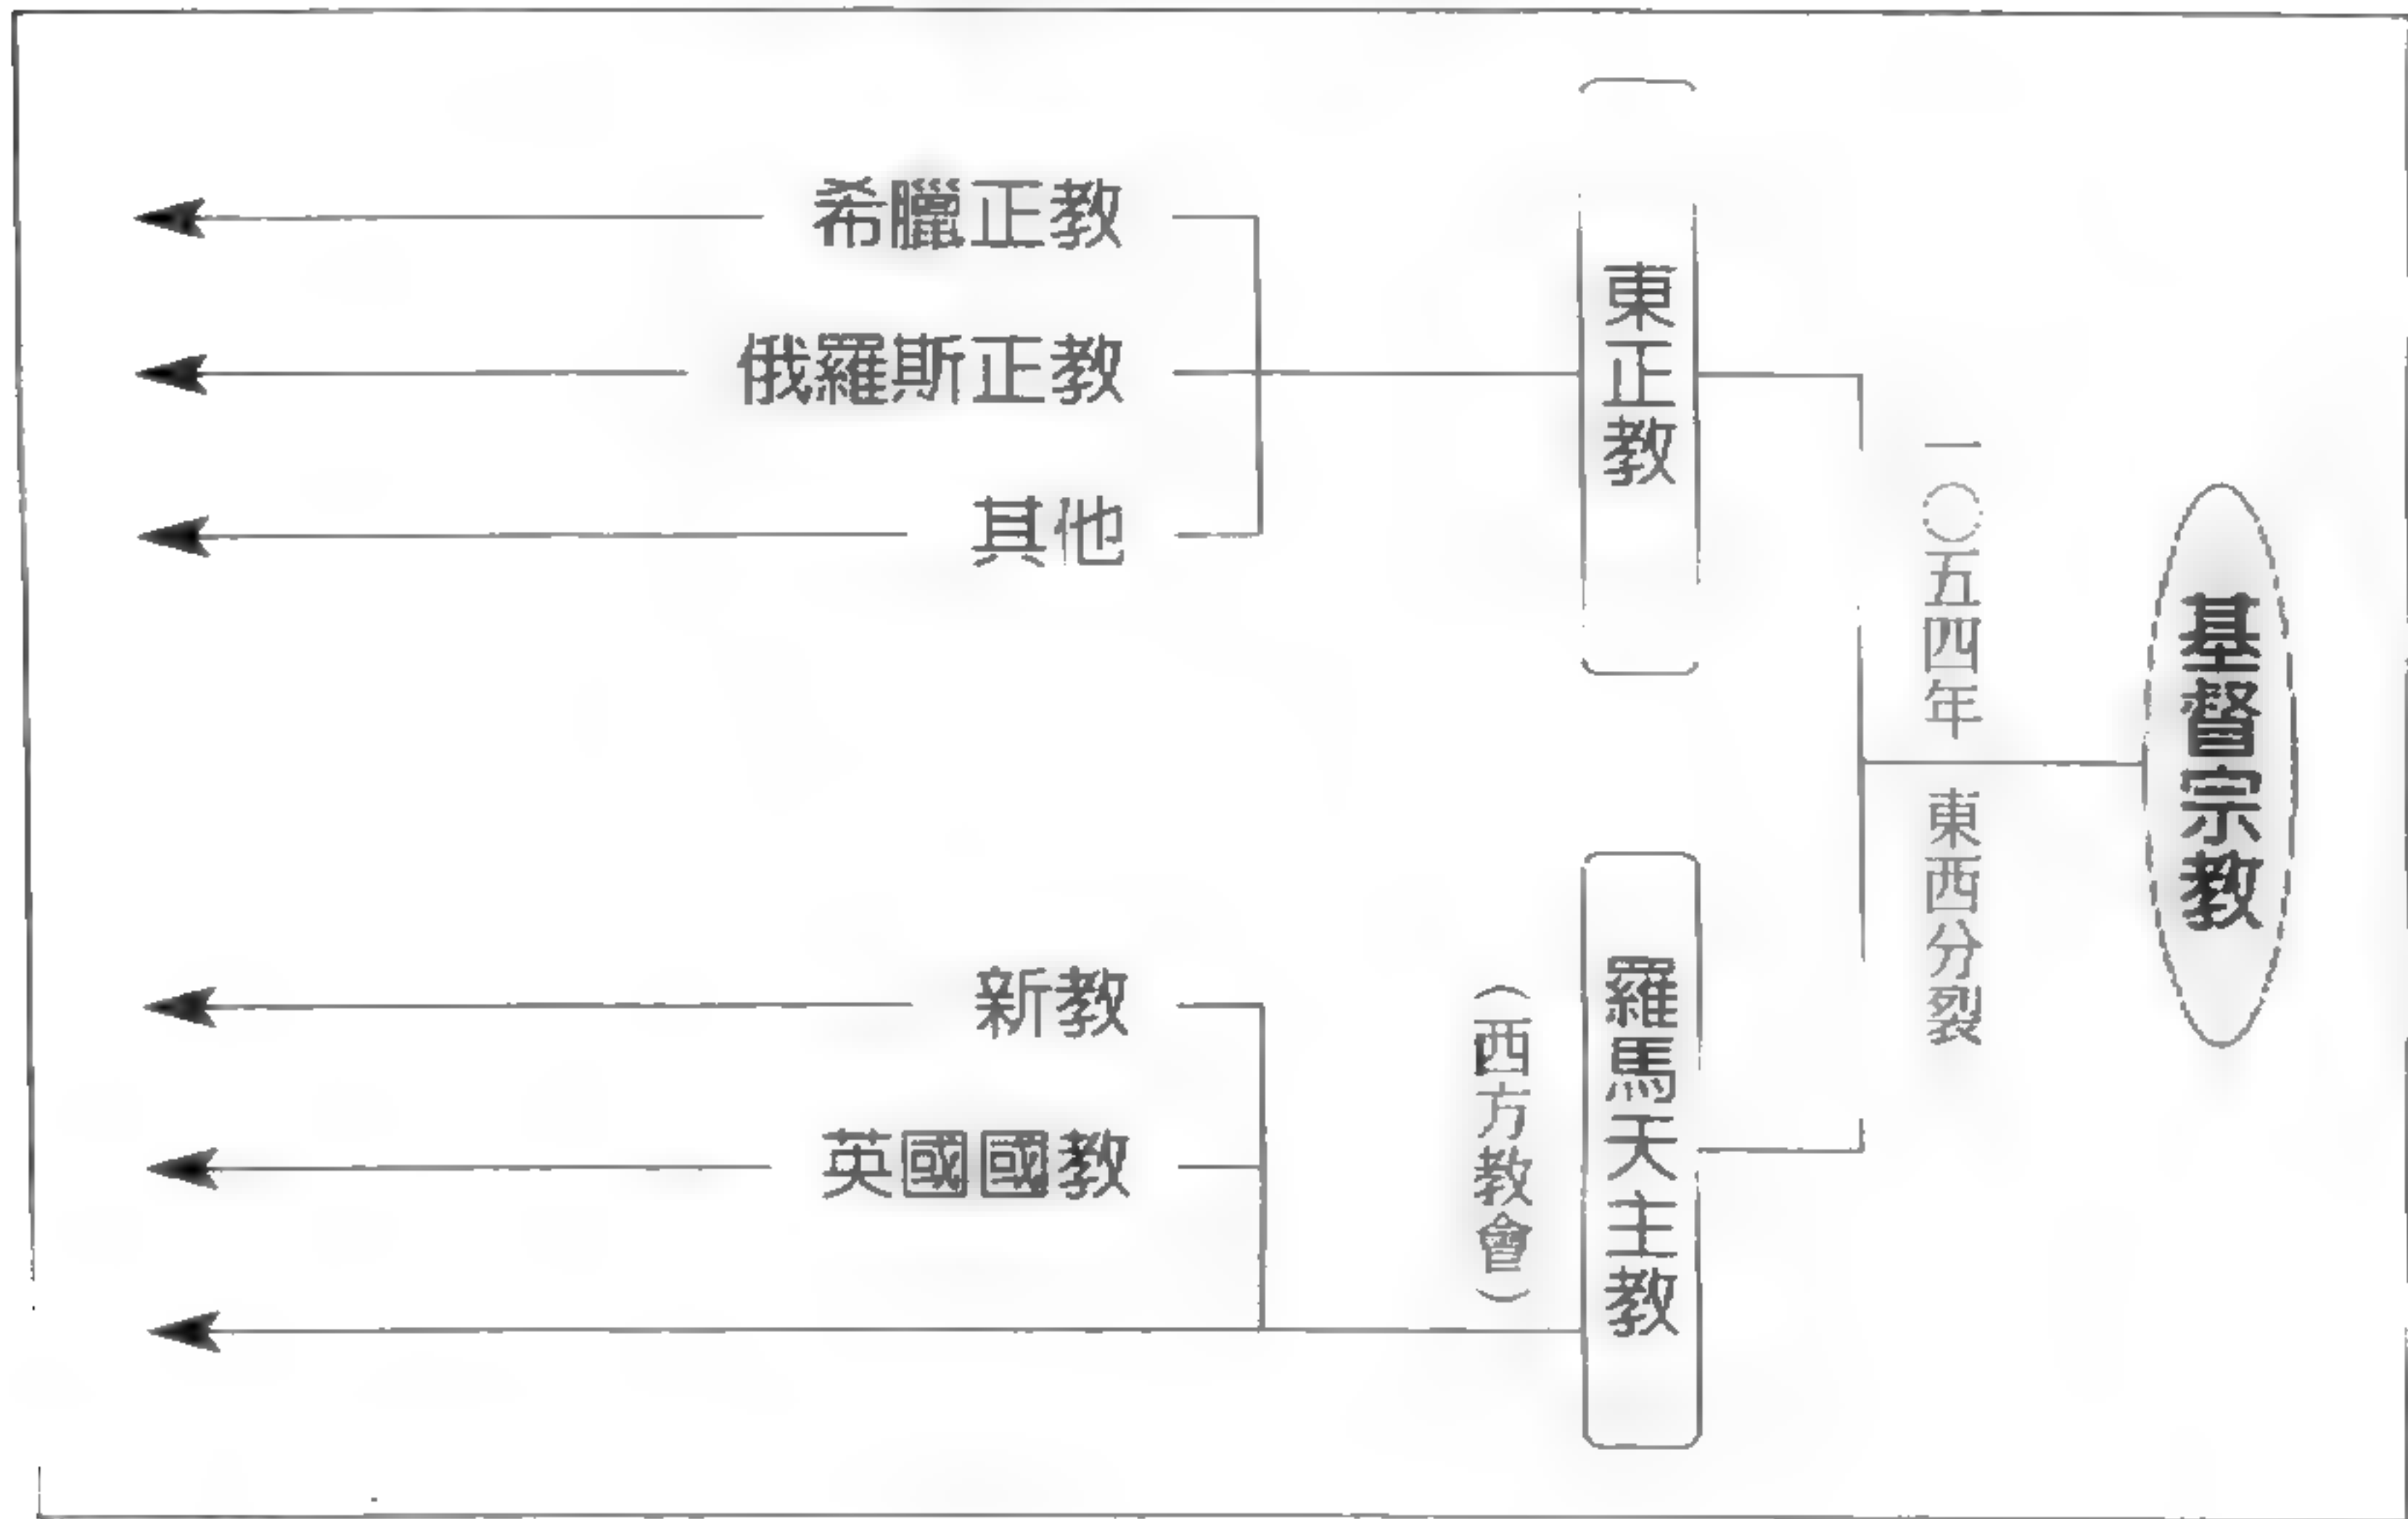 基督宗教
一〇五四年 東西分裂
東正教
希臘正教
俄羅斯正教
其他
羅馬天主教
（西方教會）
新教
英國國教